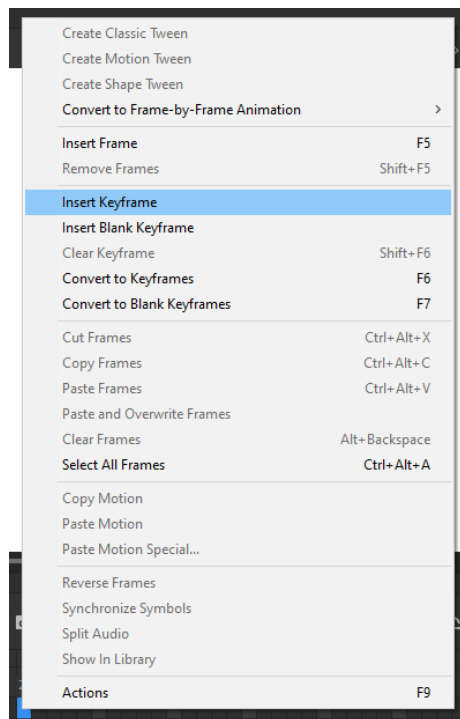 Create Classic Tween
Create Motion Tween
Create Shape Tween
Convert to Frame-by-Frame Animation
Insert Frame F5
Remove Frames Shift+F5
Insert Keyframe
Insert Blank Keyframe
Clear Keyframe Shift+F6
Convert to Keyframes F6
Convert to Blank Keyframes F7
Cut Frames Ctrl+Alt+X
Copy Frames Ctrl+Alt+C
Paste Frames Ctrl+Alt+V
Paste and Overwrite Frames
Clear Frames Alt+Backspace
Select All Frames Ctrl+Alt+A
Copy Motion
Paste Motion
Paste Motion Special...
Reverse Frames
Synchronize Symbols
Split Audio
Show In Library
Actions F9